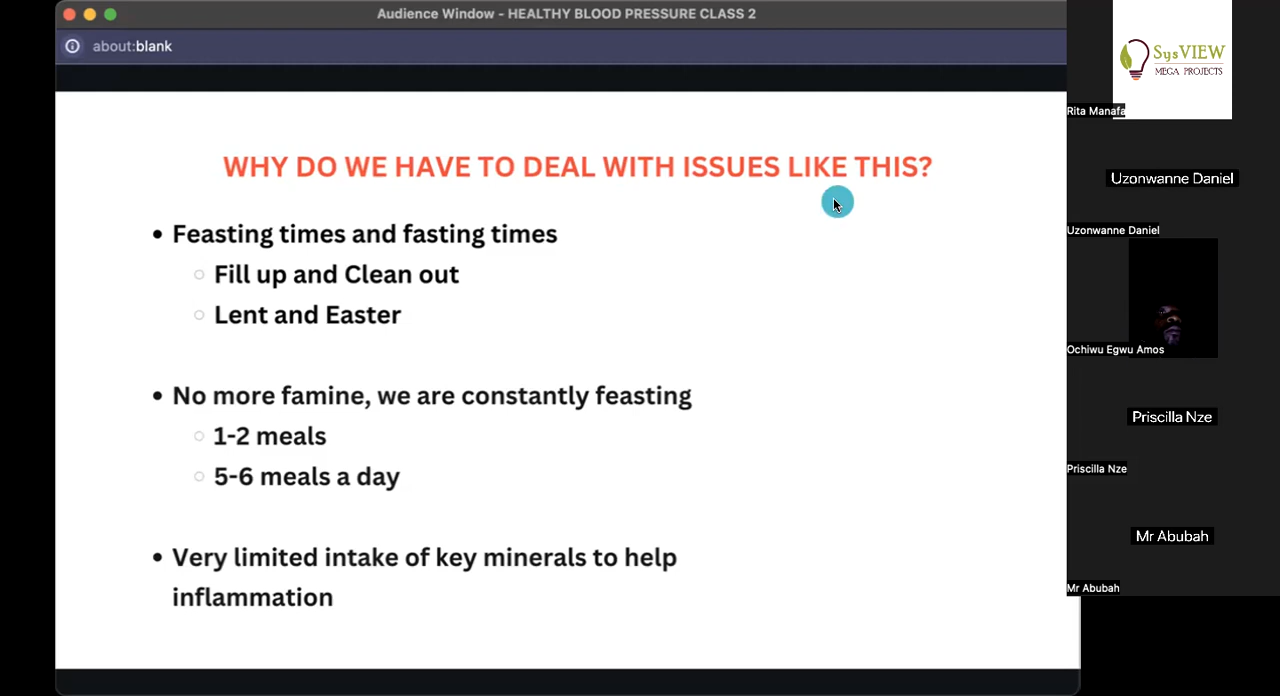 Audience Window - HEALTHY BLOOD PRESSURE CLASS 2
about:blank
WHY DO WE HAVE TO DEAL WITH ISSUES LIKE THIS?
Feasting times and fasting times
Fill up and Clean out
Lent and Easter
No more famine, we are constantly feasting
1-2 meals
5-6 meals a day
Very limited intake of key minerals to help
inflammation
SysVIEW
MEGA PROJECTS
Rita Manafa
Uzonwanne Daniel
Uzonwanne Daniel
Ochiwu Egwu Amos
Priscilla Nze
Priscilla Nze
Mr Abubah
Mr Abubah